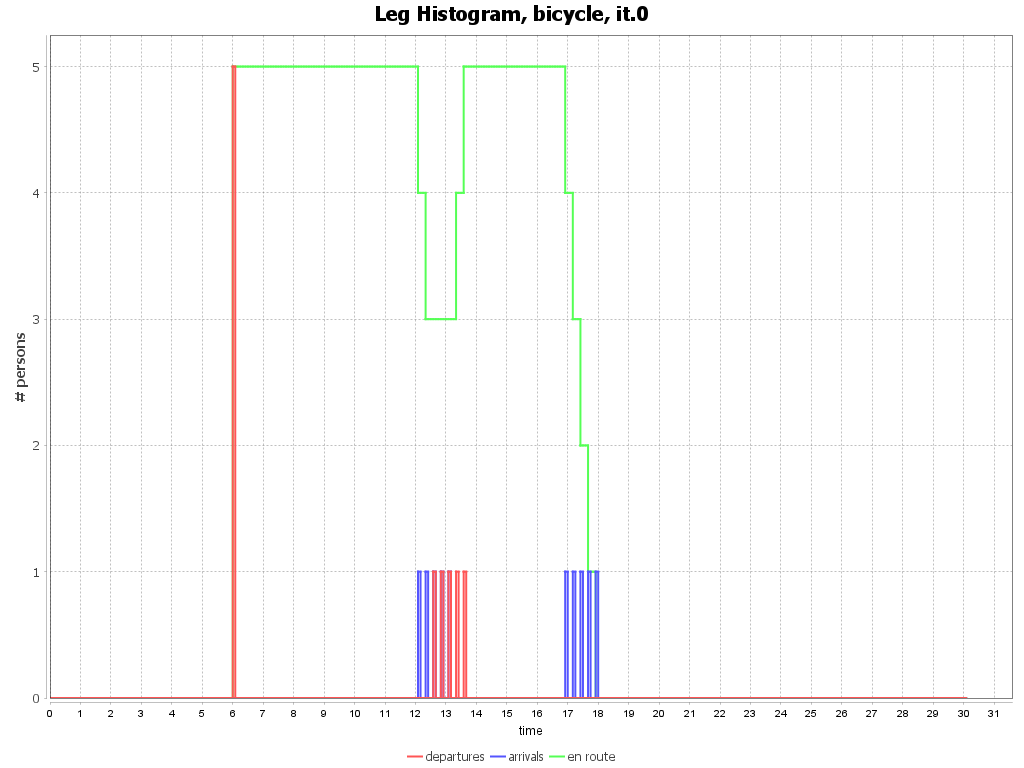 Leg Histogram, bicycle, it.0
# persons
5
4
3
2
1
0
0 1 2 3 4 5 6 7 8 9 10 11 12 13 14 15 16 17 18 19 20 21 22 23 24 25 26 27 28 29 30 31
time
departures arrivals en route